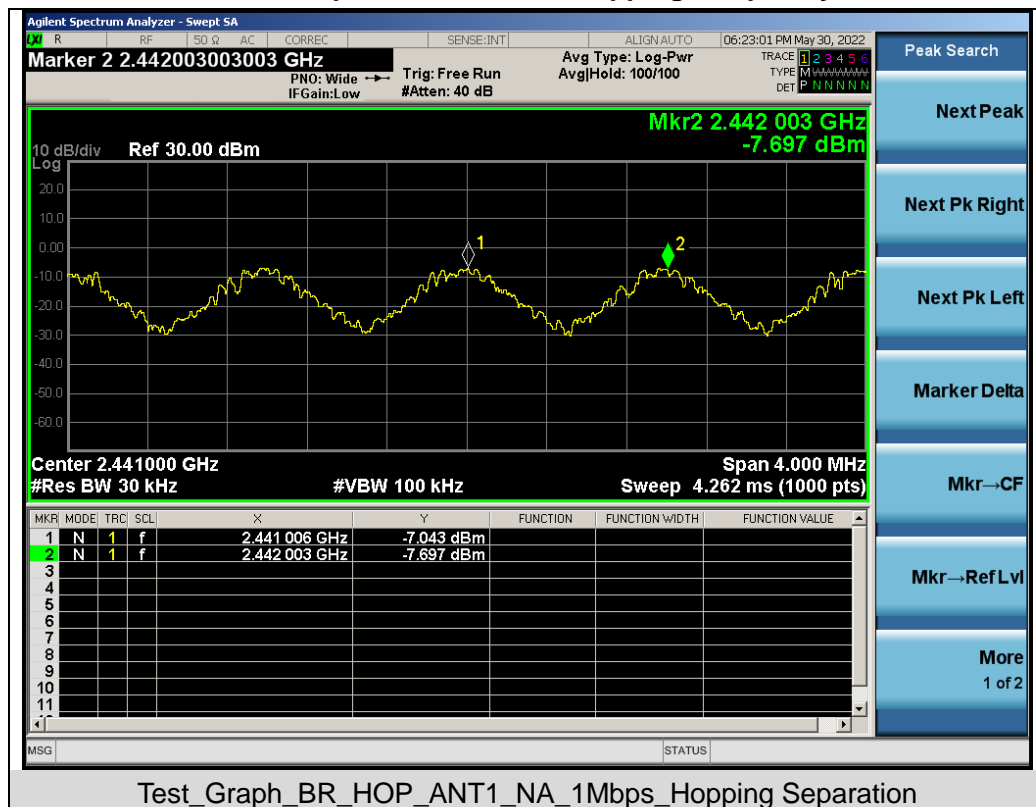 Agilent Spectrum Analyzer - Swept SA
LXI R RF 50 Ω AC CORREC SENSE:INT ALIGN AUTO 06:23:01 PM May 30, 2022
Marker 2 2.442003003003 GHz
PNO: Wide
IFGain:Low
Trig: Free Run
#Atten: 40 dB
Avg Type: Log-Pwr
Avg|Hold: 100/100
TRACE 1 2 3 4 5 6
TYPE M WWWWW
DET P N N N N N
Peak Search
Next Peak
Next Pk Right
Next Pk Left
Marker Delta
Mkr→CF
Mkr→Ref Lvl
More
1 of 2
Mkr2 2.442 003 GHz
-7.697 dBm
10 dB/div Ref 30.00 dBm
Log
20.0
10.0
0.00
-10.0
-20.0
-30.0
-40.0
-50.0
-60.0
1
2
Center 2.441000 GHz Span 4.000 MHz
#Res BW 30 kHz #VBW 100 kHz Sweep 4.262 ms (1000 pts)
MKR MODE TRC SCL X Y FUNCTION FUNCTION WIDTH FUNCTION VALUE
1 N 1 f 2.441 006 GHz -7.043 dBm
2 N 1 f 2.442 003 GHz -7.697 dBm
3
4
5
6
7
8
9
10
11
MSG STATUS
Test_Graph_BR_HOP_ANT1_NA_1Mbps_Hopping Separation